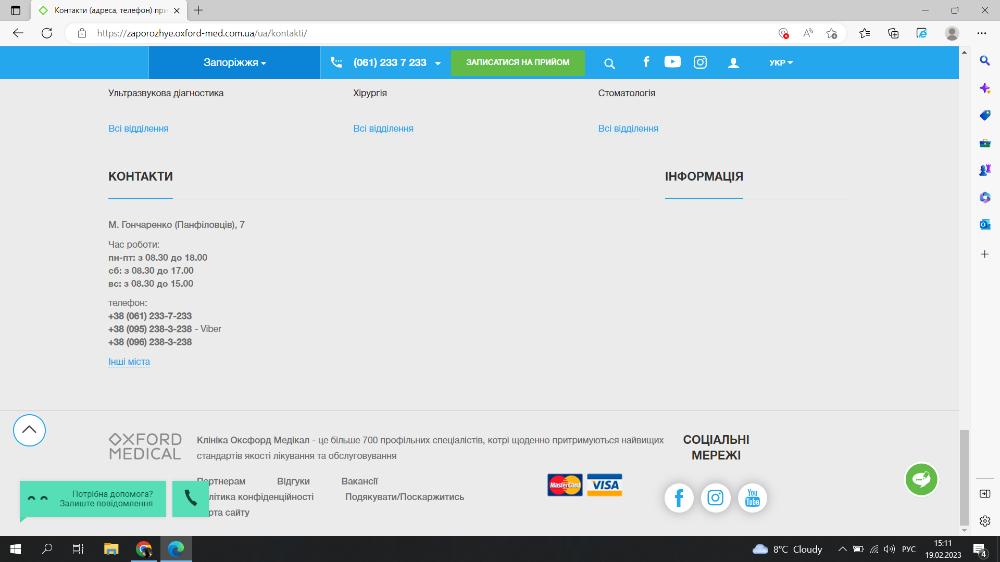 Контакти (адреса, телефон) при
https://zaporozhye.oxford-med.com.ua/ua/kontakti/
Запоріжжя
(061) 233 7 233
ЗАПИСАТИСЯ НА ПРИЙОМ
УКР
Ультразвукова діагностика
Хірургія
Стоматологія
Всі відділення
Всі відділення
Всі відділення
КОНТАКТИ
ІНФОРМАЦІЯ
М. Гончаренко (Панфіловців), 7
Час роботи:
пн-пт: з 08.30 до 18.00
сб: з 08.30 до 17.00
вс: з 08.30 до 15.00
телефон:
+38 (061) 233-7-233
+38 (095) 238-3-238 - Viber
+38 (096) 238-3-238
Інші міста
OXFORD
MEDICAL
Клініка Оксфорд Медікал - це більше 700 профільних спеціалістів, котрі щоденно притримуються найвищих
стандартів якості лікування та обслуговування
СОЦІАЛЬНІ
МЕРЕЖІ
Партнерам
Відгуки
Вакансії
літика конфіденційності
Подякувати/Поскаржитись
рта сайту
MasterCard
VISA
You
Tube
Потрібна допомога?
Залиште повідомлення
8°C Cloudy
РУС
15:11
19.02.2023
4